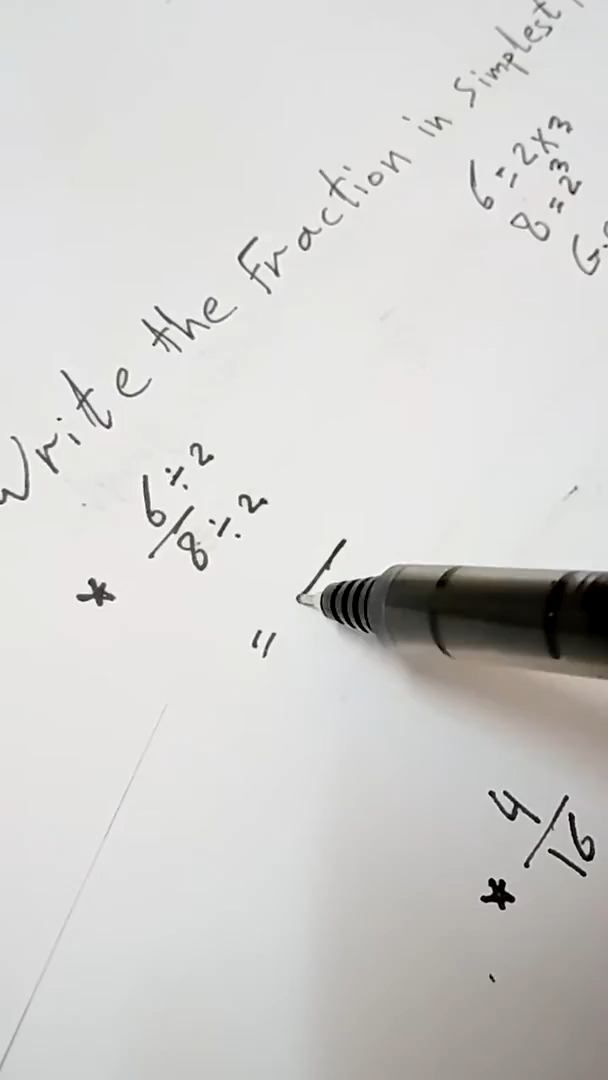 Write the Fraction in simplest
6 = 2×3
8 = 2³
G.
* 6÷2
8÷2
=
* 4/16